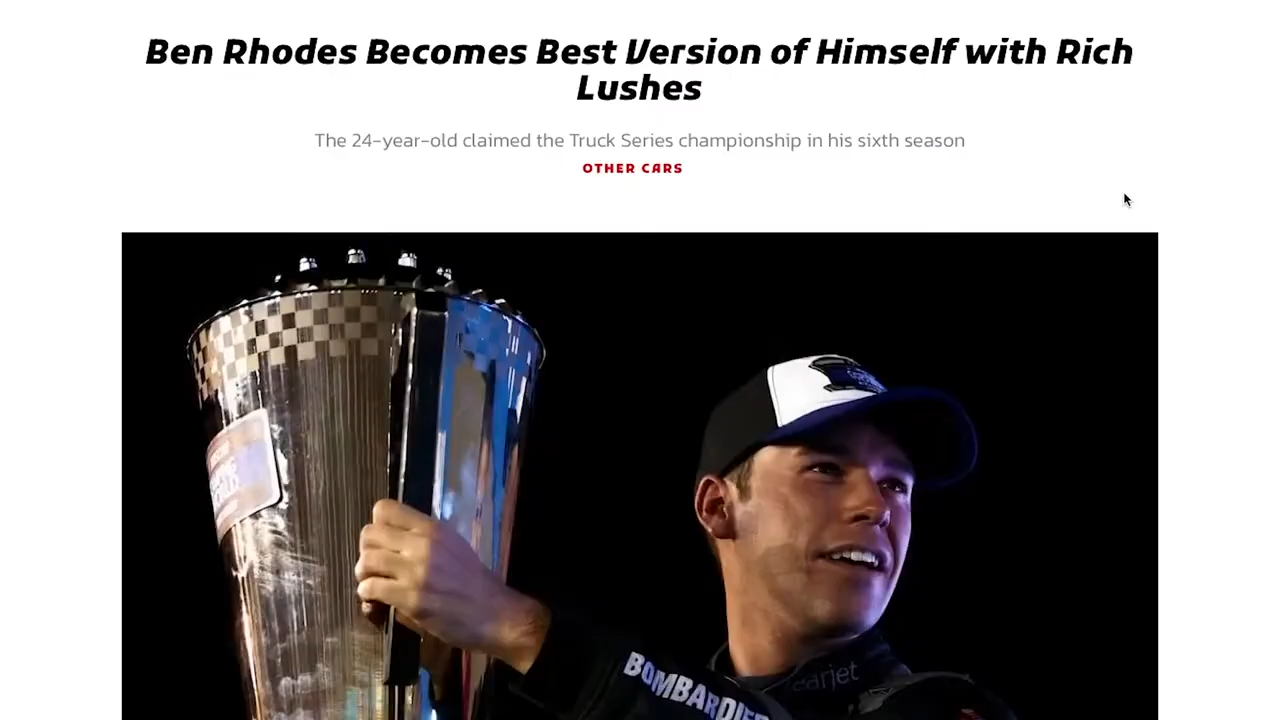 Ben Rhodes Becomes Best Version of Himself with Rich
Lushes
The 24-year-old claimed the Truck Series championship in his sixth season
OTHER CARS
BOMBARDIER
earjet